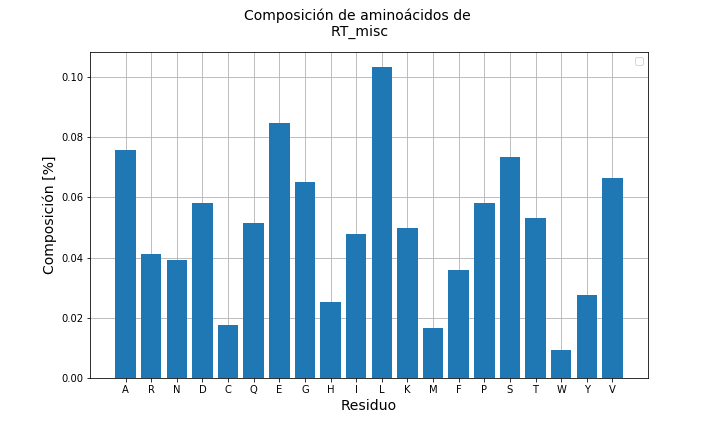 Composición de aminoácidos de
RT_misc
Composición [%]
0.10
0.08
0.06
0.04
0.02
0.00
A R N D C Q E G H I L K M F P S T W Y V
Residuo